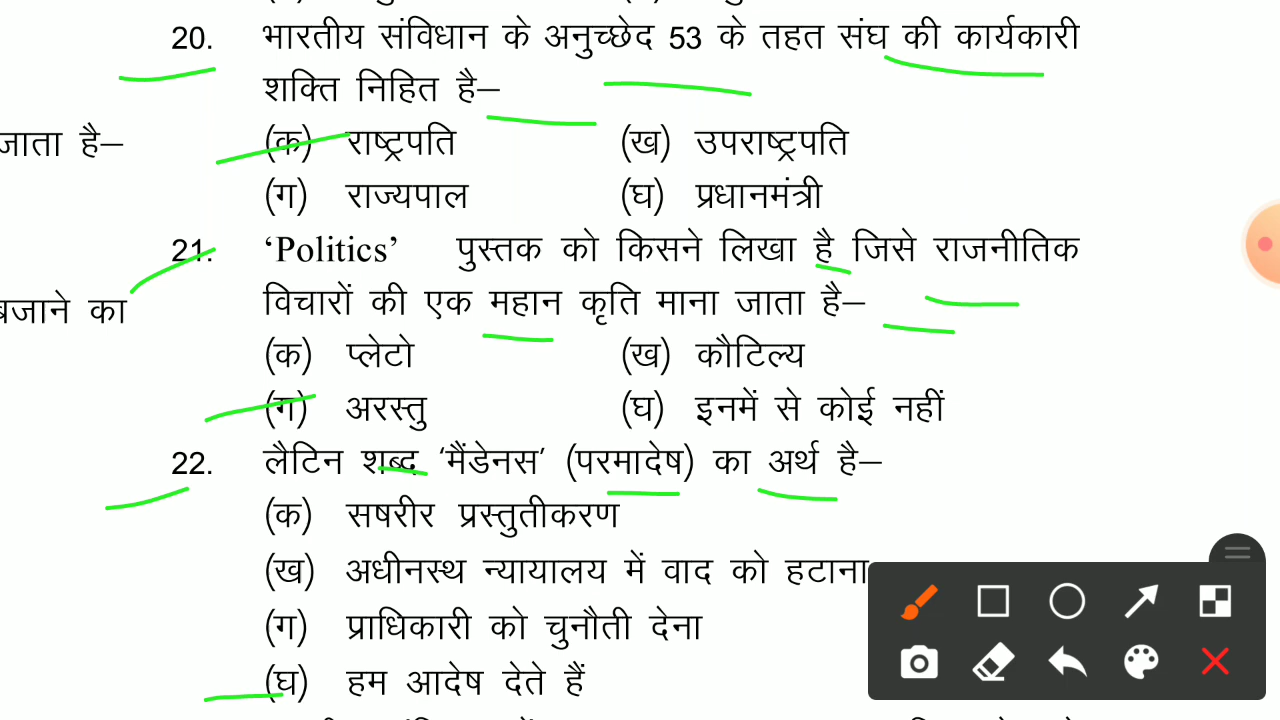 20. भारतीय संविधान के अनुच्छेद 53 के तहत संघ की कार्यकारी
शक्ति निहित है–
जाता है–
(क) राष्ट्रपति (ख) उपराष्ट्रपति
(ग) राज्यपाल (घ) प्रधानमंत्री
21. ‘Politics’ पुस्तक को किसने लिखा है जिसे राजनीतिक
बजाने का
विचारों की एक महान कृति माना जाता है–
(क) प्लेटो (ख) कौटिल्य
(ग) अरस्तु (घ) इनमें से कोई नहीं
22. लैटिन शब्द ‘मैंडेनस’ (परमादेष) का अर्थ है–
(क) सषरीर प्रस्तुतीकरण
(ख) अधीनस्थ न्यायालय में वाद को हटाना
(ग) प्राधिकारी को चुनौती देना
(घ) हम आदेष देते हैं